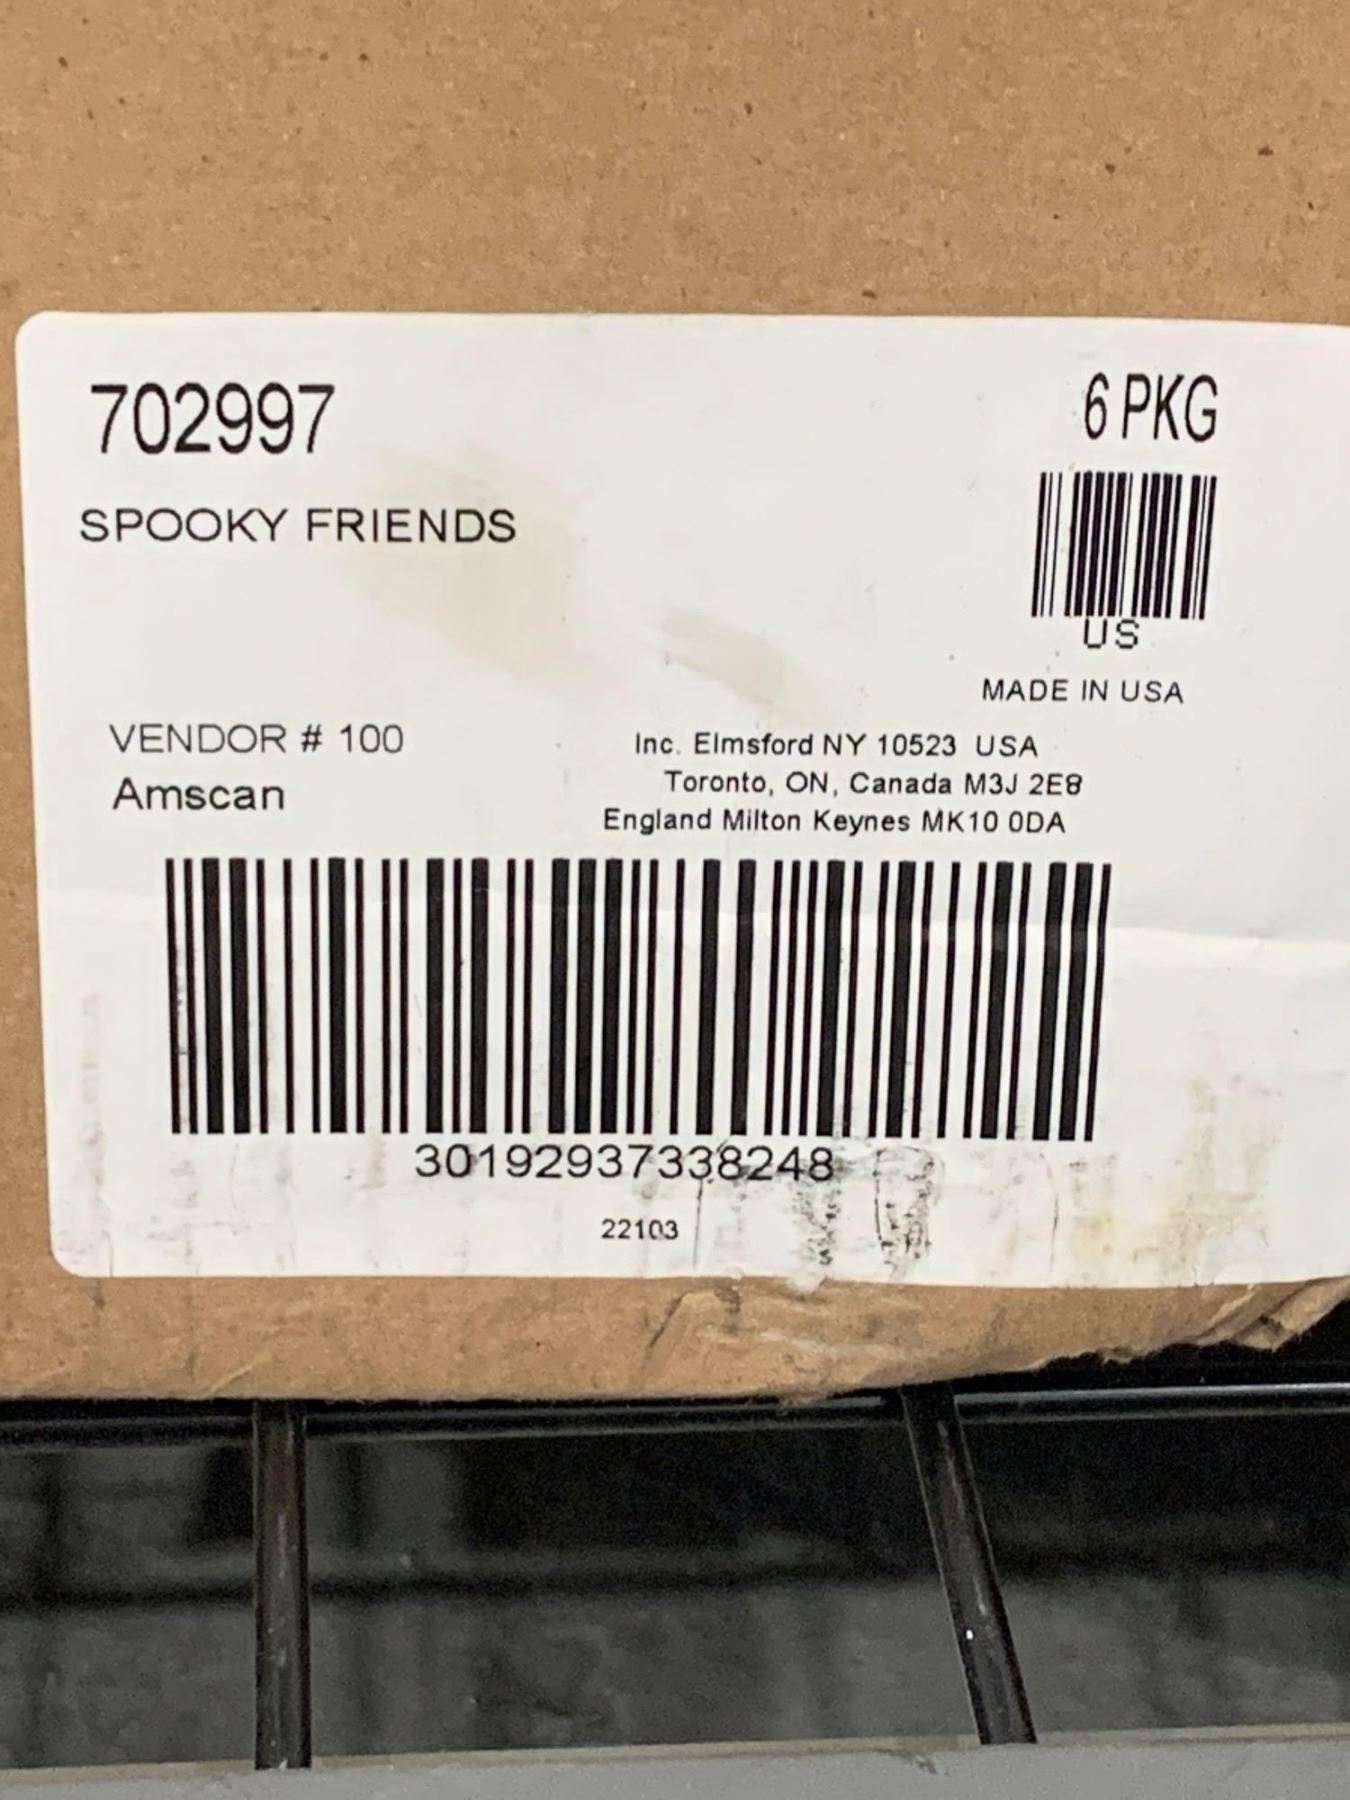 702997
6 PKG
SPOOKY FRIENDS
US
MADE IN USA
VENDOR # 100
Amscan
Inc. Elmsford NY 10523 USA
Toronto, ON, Canada M3J 2E8
England Milton Keynes MK10 0DA
30192937338248
22103